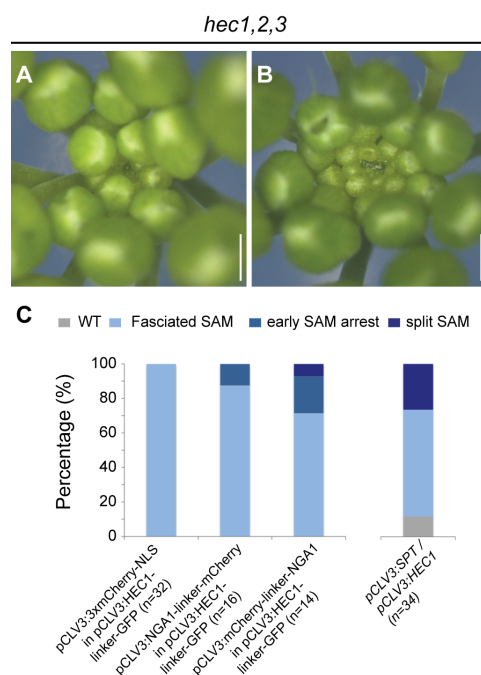 hec1,2,3
A
B
C
WT Fasciated SAM early SAM arrest split SAM
Percentage (%)
100
80
60
40
20
0
pCLV3:3xmCherry-NLS
in pCLV3:HEC1-
linker-GFP (n=32)
pCLV3:NGA1-linker-mCherry
in pCLV3:HEC1-
linker-GFP (n=16)
pCLV3:mCherry-linker-NGA1
in pCLV3:HEC1-
linker-GFP (n=14)
pCLV3:SPT /
pCLV3:HEC1
(n=34)